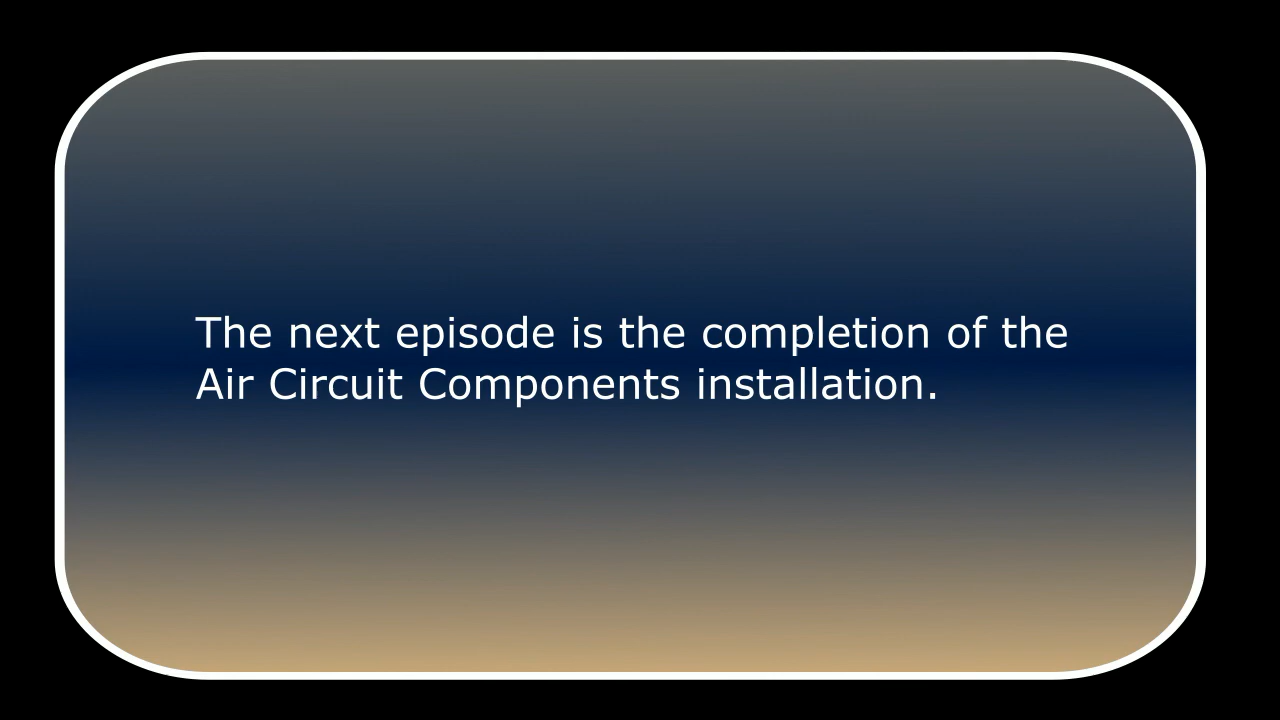 The next episode is the completion of the
Air Circuit Components installation.